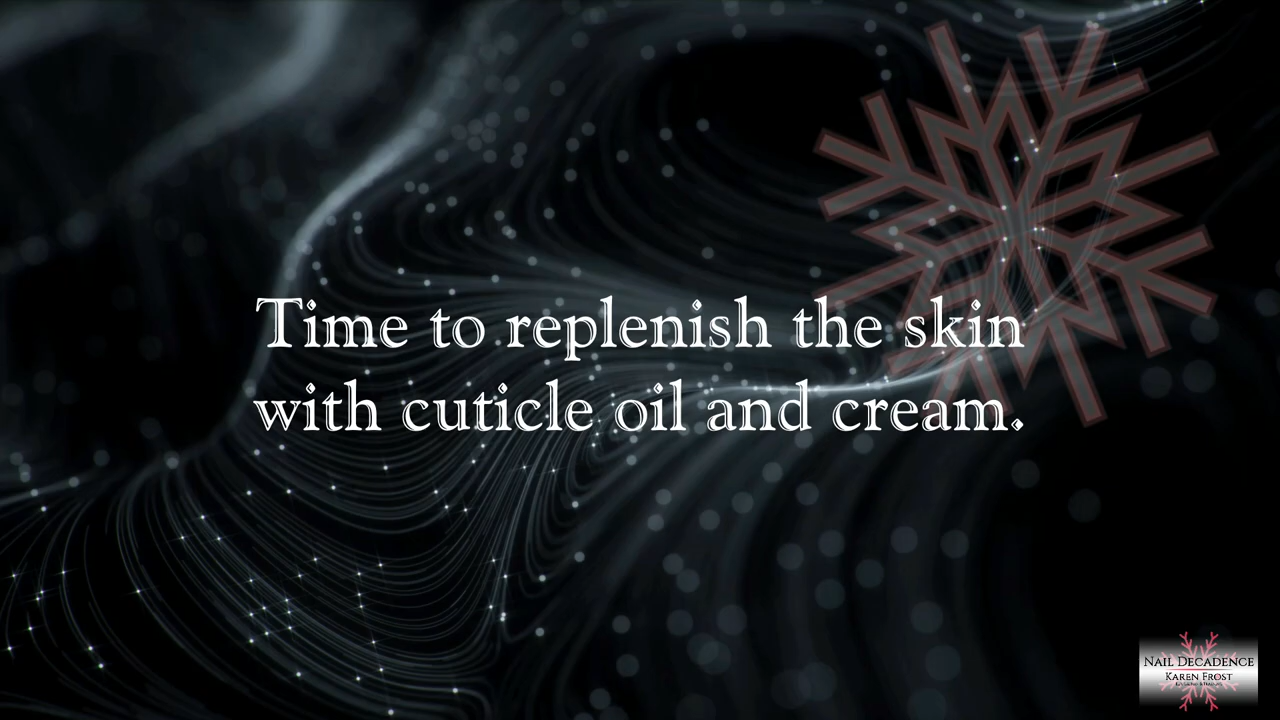 Time to replenish the skin
with cuticle oil and cream.
NAIL DECADENCE
KAREN FROST